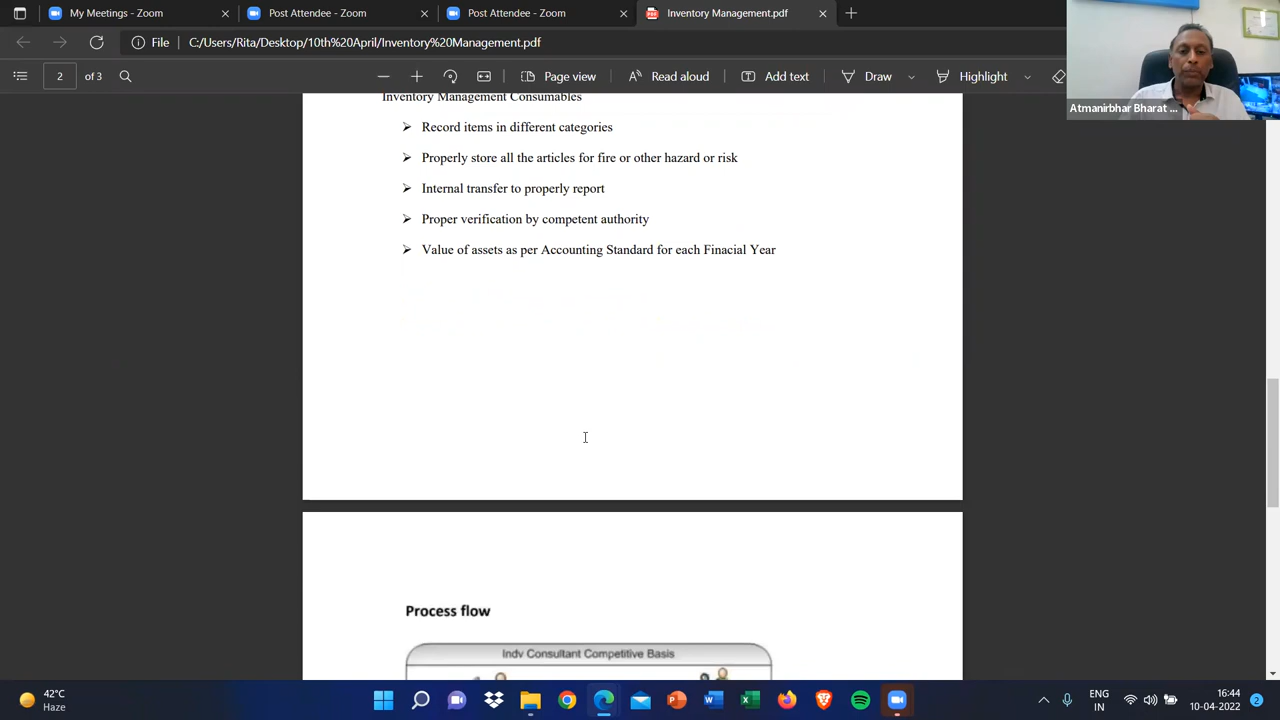 My Meetings - Zoom
Post Attendee - Zoom
Post Attendee - Zoom
Inventory Management.pdf
File
C:/Users/Rita/Desktop/10th%20April/Inventory%20Management.pdf
2 of 3
Page view
Read aloud
Add text
Draw
Highlight
Atmanirbhar Bharat ...
Inventory Management Consumables
Record items in different categories
Properly store all the articles for fire or other hazard or risk
Internal transfer to properly report
Proper verification by competent authority
Value of assets as per Accounting Standard for each Finacial Year
Process flow
Indv Consultant Competitive Basis
42°C
Haze
ENG
IN
16:44
10-04-2022
2